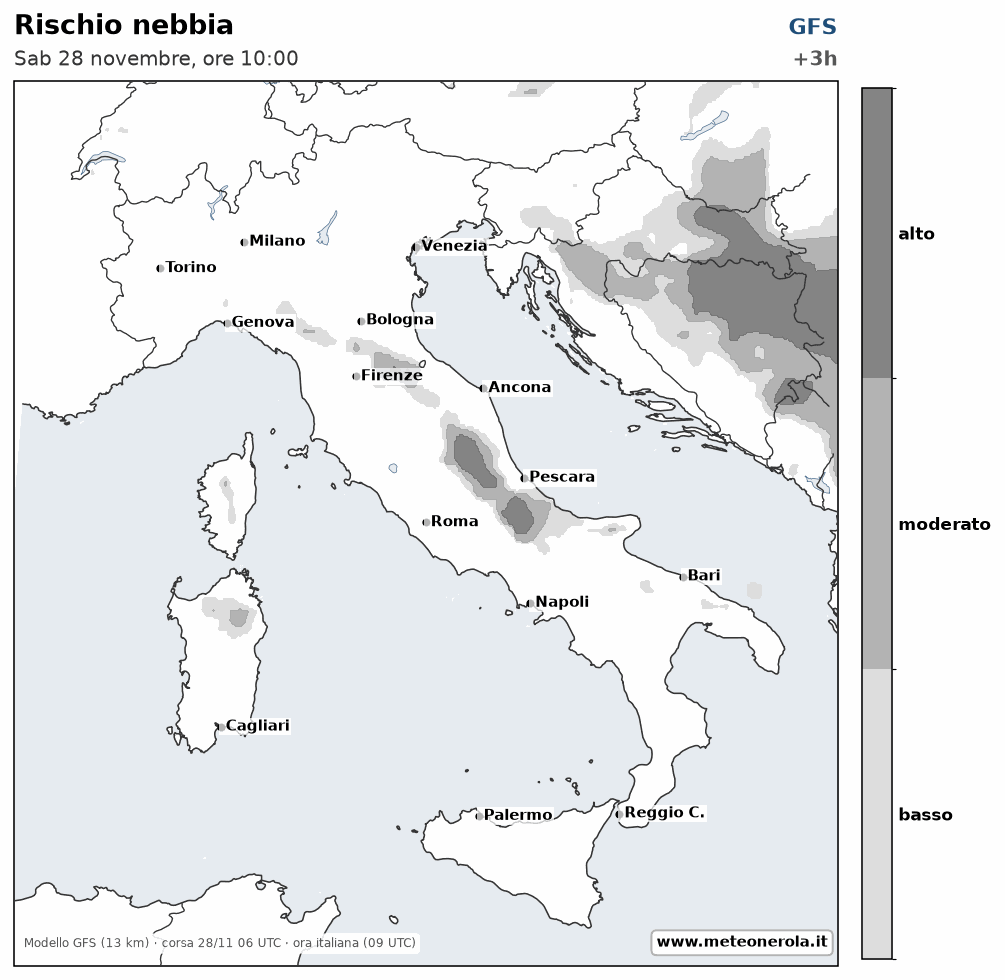 Rischio nebbia
GFS
Sab 28 novembre, ore 10:00
+3h
alto
Milano
Venezia
Torino
Genova
Bologna
Firenze
Ancona
Pescara
Roma
moderato
Bari
Napoli
Cagliari
Palermo
Reggio C.
basso
Modello GFS (13 km) · corsa 28/11 06 UTC · ora italiana (09 UTC)
www.meteonerola.it